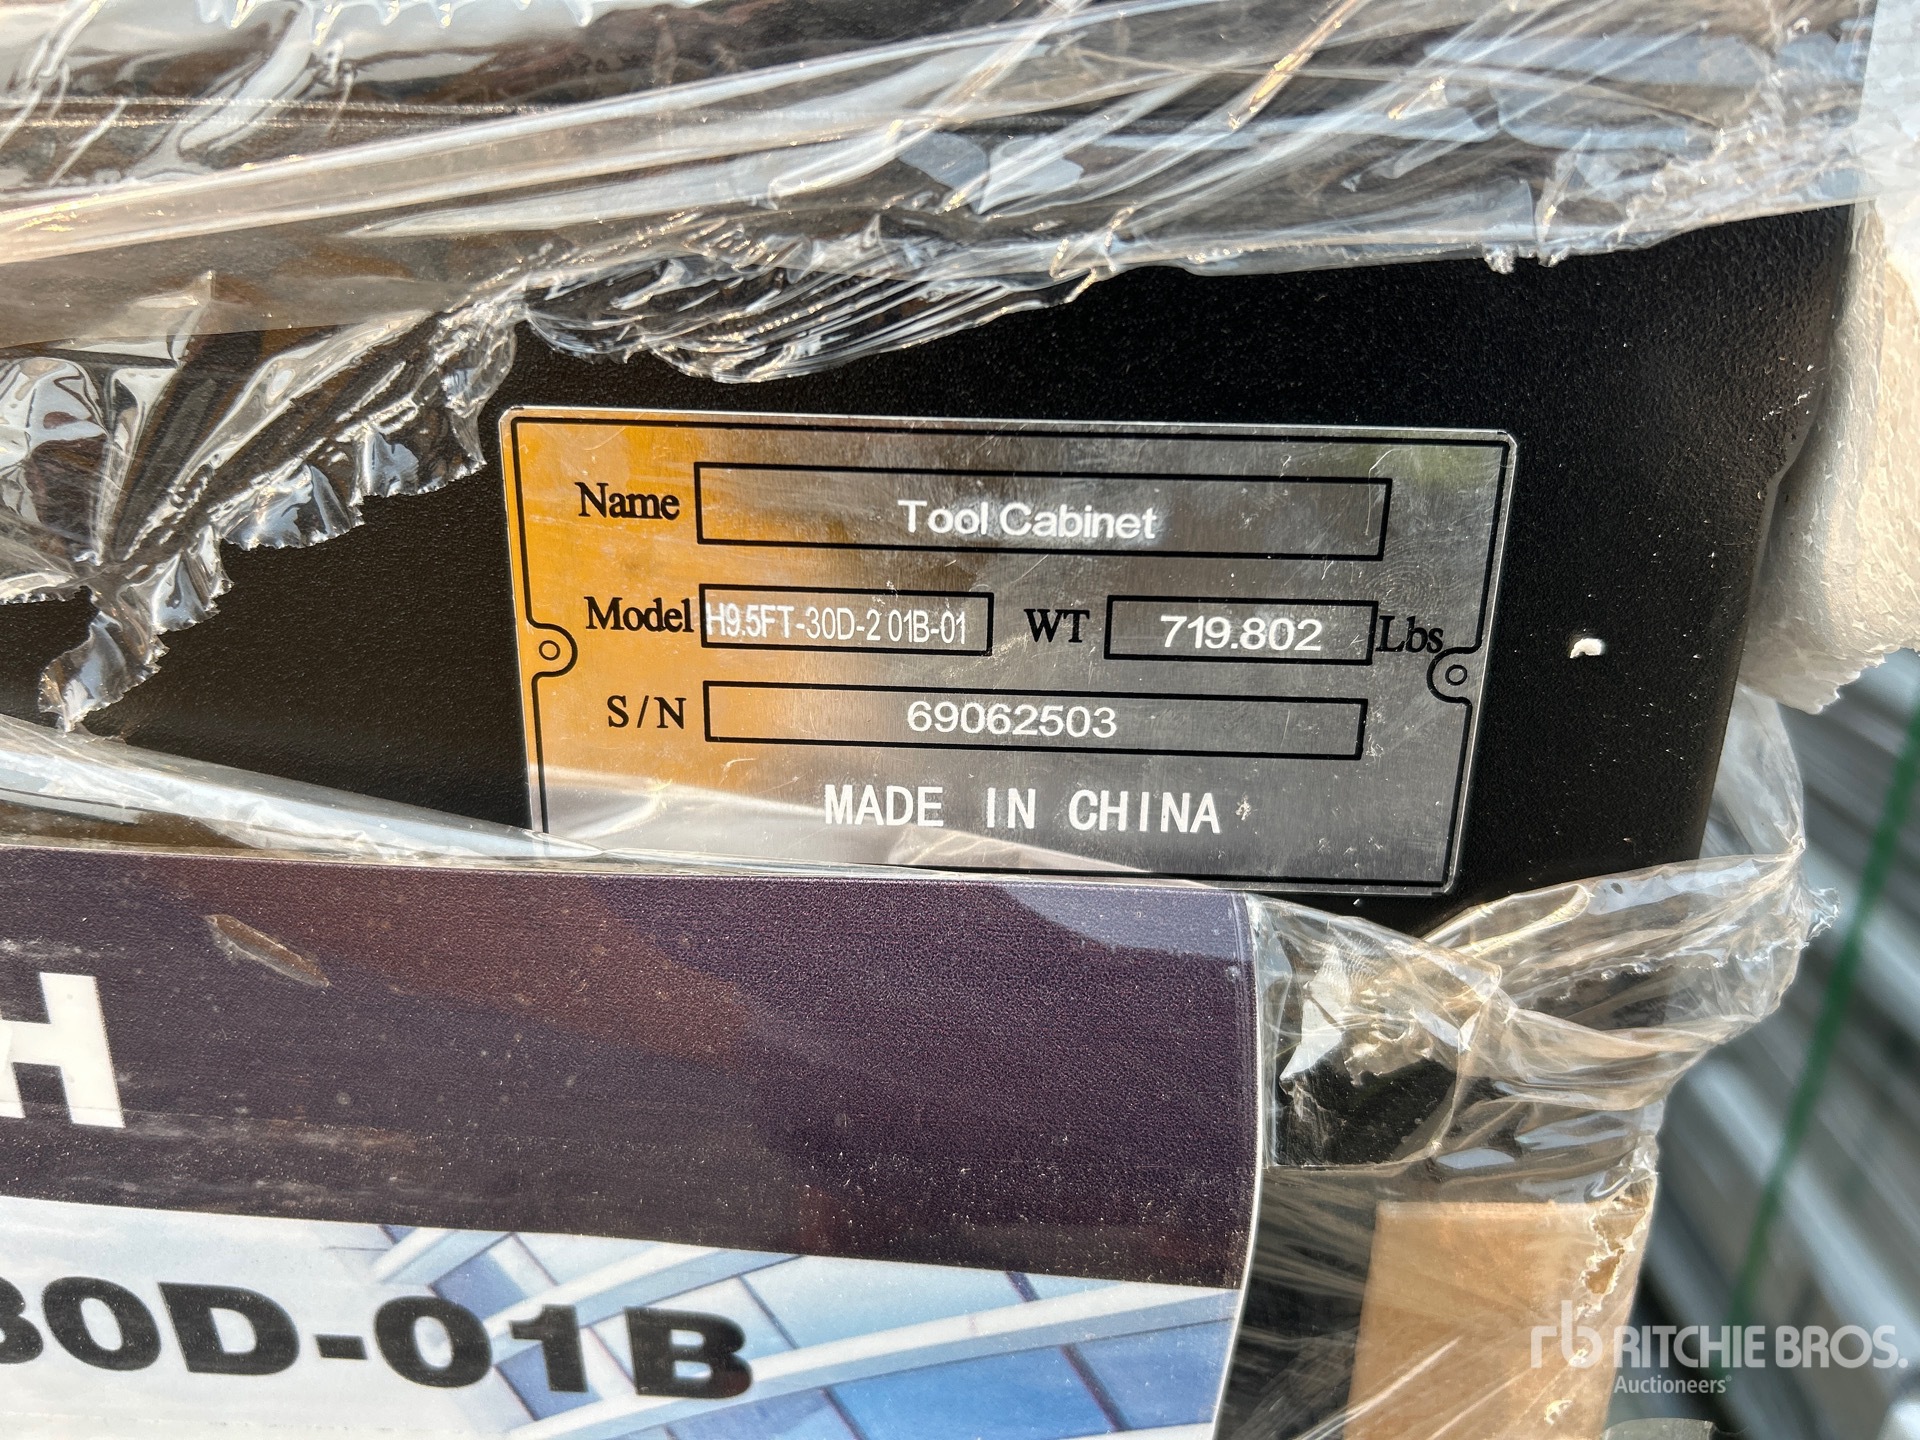 Name Tool Cabinet
Model H9.5FT-30D-2 01B-01 WT 719.802 Lbs
S/N 69062503
MADE IN CHINA
H
30D-01B
rb RITCHIE BROS.
Auctioneers